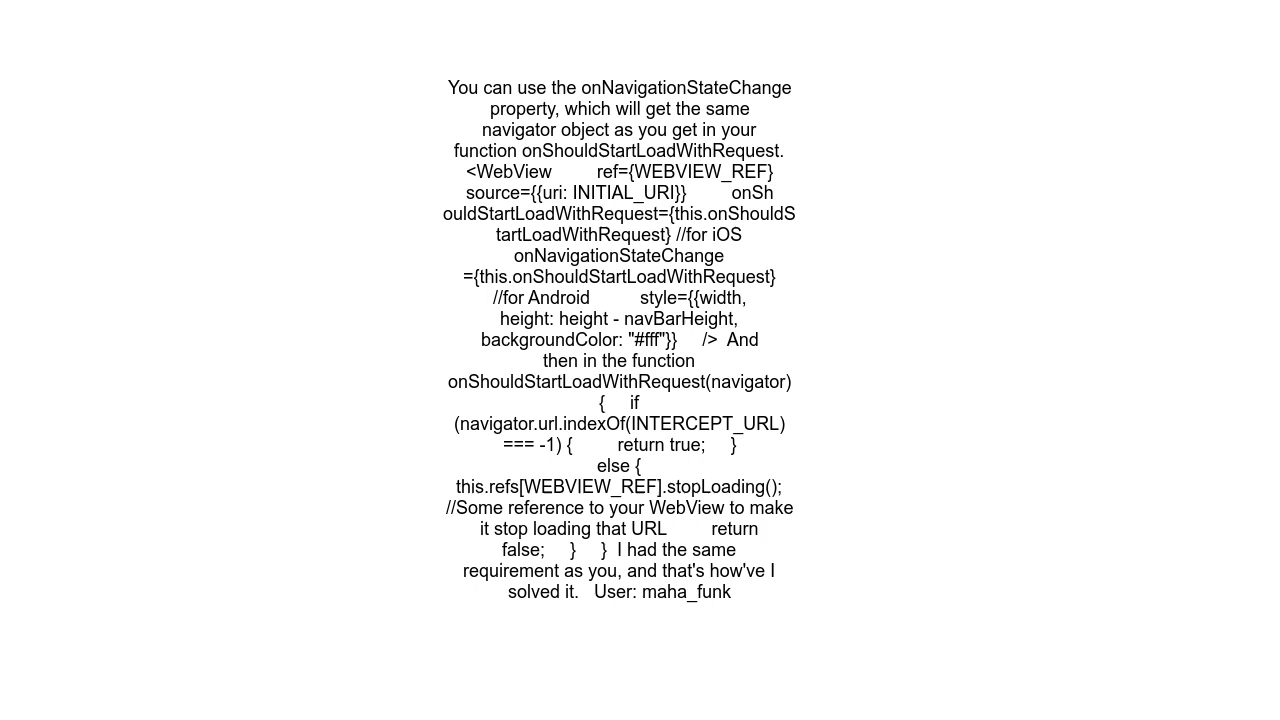 You can use the onNavigationStateChange
property, which will get the same
navigator object as you get in your
function onShouldStartLoadWithRequest.
<WebView         ref={WEBVIEW_REF}
source={{uri: INITIAL_URI}}         onSh
ouldStartLoadWithRequest={this.onShouldS
tartLoadWithRequest} //for iOS
onNavigationStateChange
={this.onShouldStartLoadWithRequest}
//for Android          style={{width,
height: height - navBarHeight,
backgroundColor: "#fff"}}     />  And
then in the function
onShouldStartLoadWithRequest(navigator)
{     if
(navigator.url.indexOf(INTERCEPT_URL)
=== -1) {         return true;     }
else {
this.refs[WEBVIEW_REF].stopLoading();
//Some reference to your WebView to make
it stop loading that URL         return
false;     }     }  I had the same
requirement as you, and that's how've I
solved it.   User: maha_funk